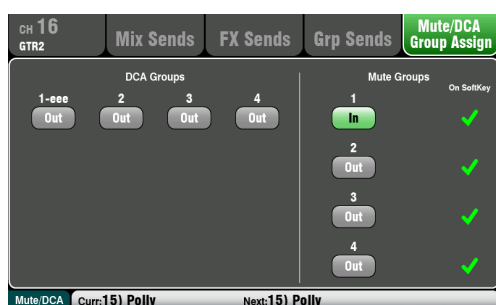 CH 16
GTR2
Mix Sends
FX Sends
Grp Sends
Mute/DCA
Group Assign
DCA Groups
1-eee 2 3 4
Out Out Out Out
Mute Groups
On SoftKey
1
In
2
Out
3
Out
4
Out
Mute/DCA Curr:15) Polly Next:15) Polly